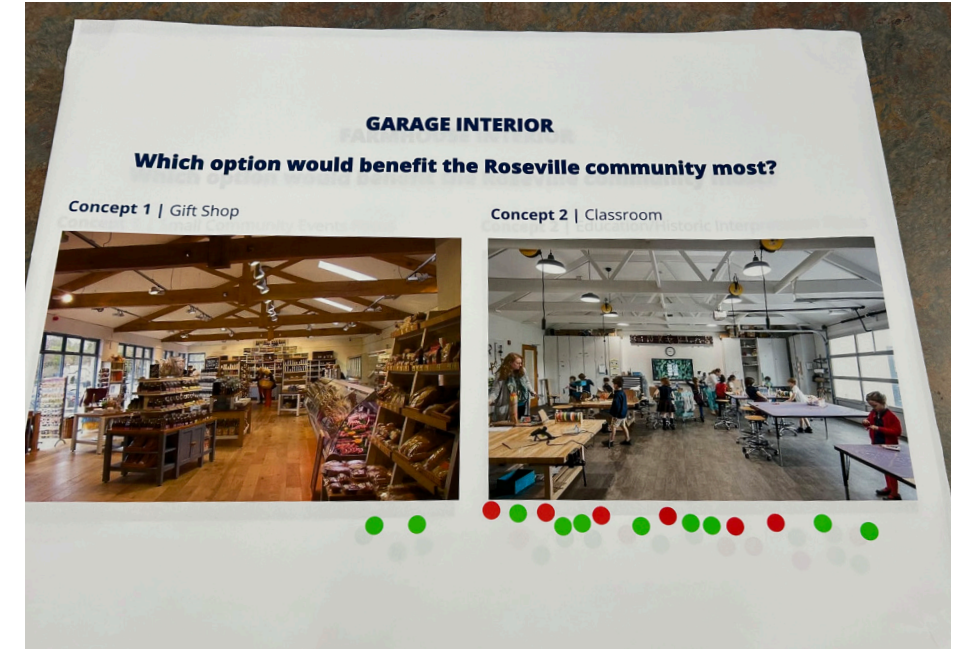 GARAGE INTERIOR
Which option would benefit the Roseville community most?
Concept 1 | Gift Shop
Concept 2 | Classroom